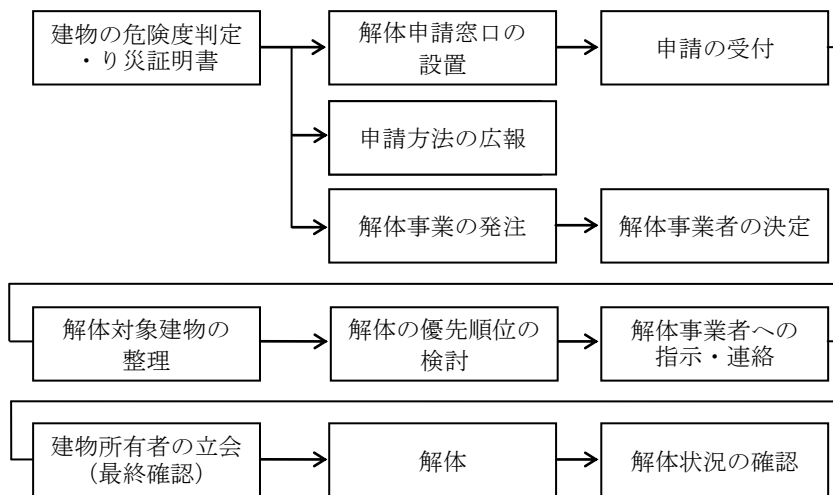 建物の危険度判定
・り災証明書
解体申請窓口の
設置
申請の受付
申請方法の広報
解体事業の発注
解体事業者の決定
解体対象建物の
整理
解体の優先順位の
検討
解体事業者への
指示・連絡
建物所有者の立会
(最終確認)
解体
解体状況の確認